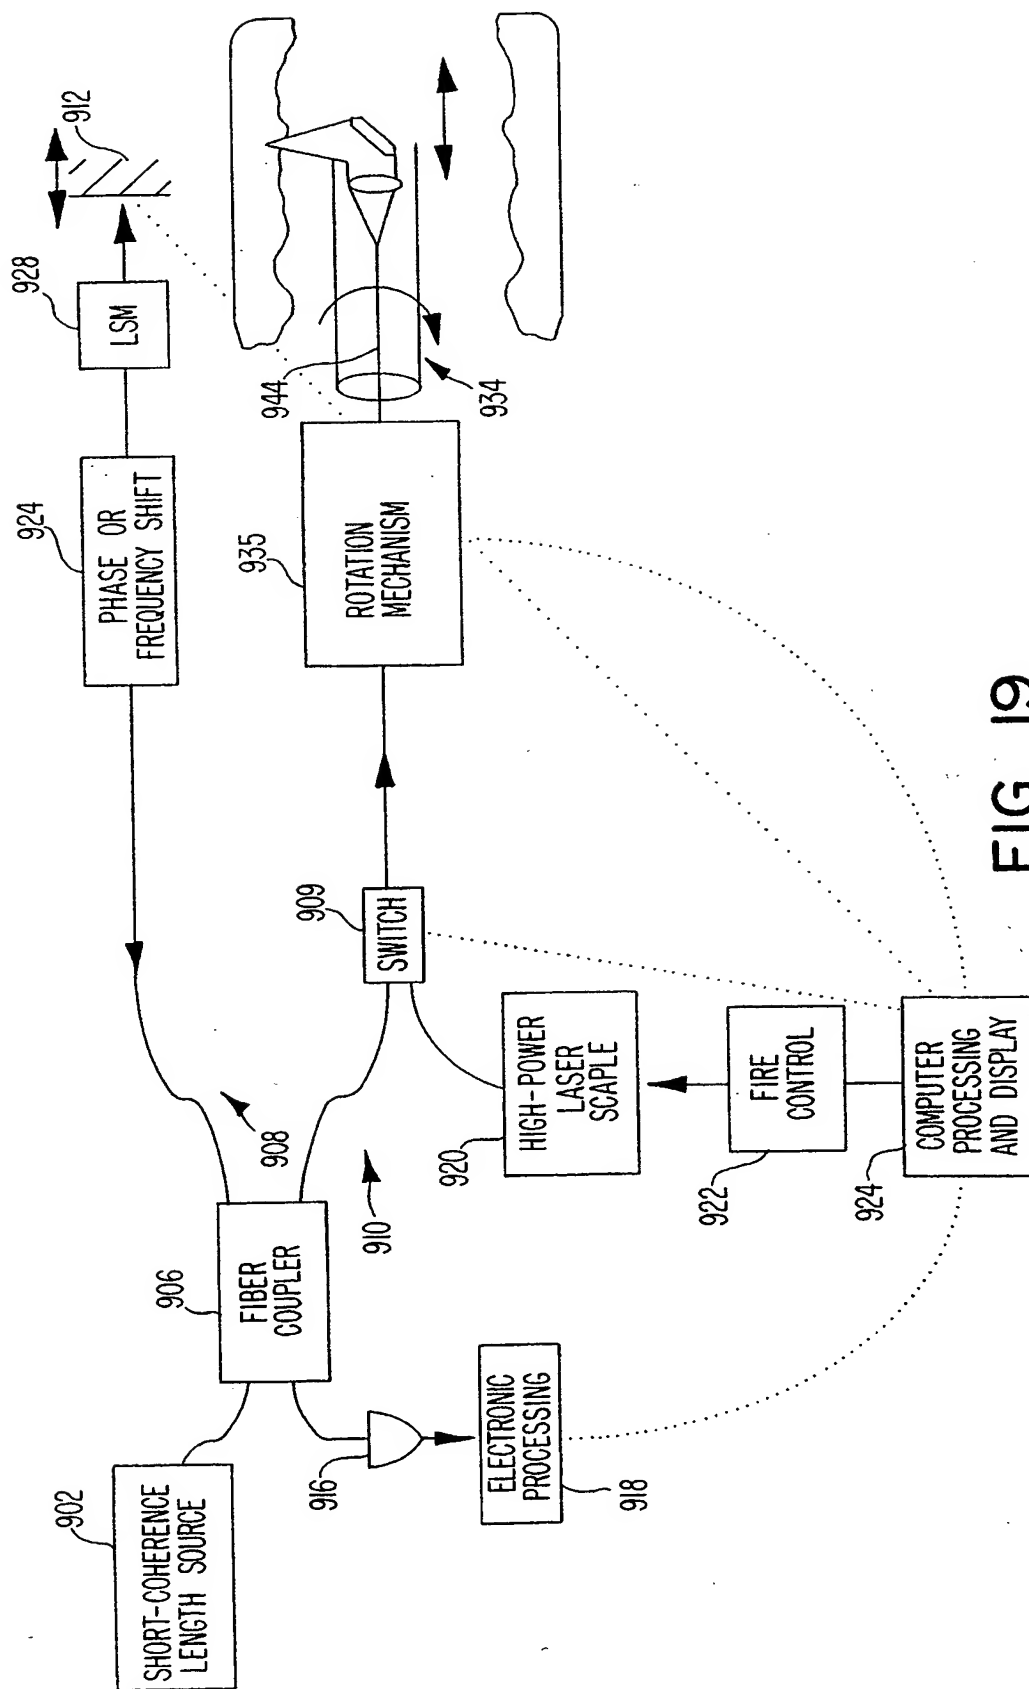 902
SHORT-COHERENCE
LENGTH SOURCE
906
FIBER
COUPLER
908
910
916
ELECTRONIC
PROCESSING
918
924
PHASE OR
FREQUENCY SHIFT
928
LSM
912
909
SWITCH
935
ROTATION
MECHANISM
944
934
920
HIGH-POWER
LASER
SCAPLE
922
FIRE
CONTROL
924
COMPUTER
PROCESSING
AND DISPLAY
FIG 19